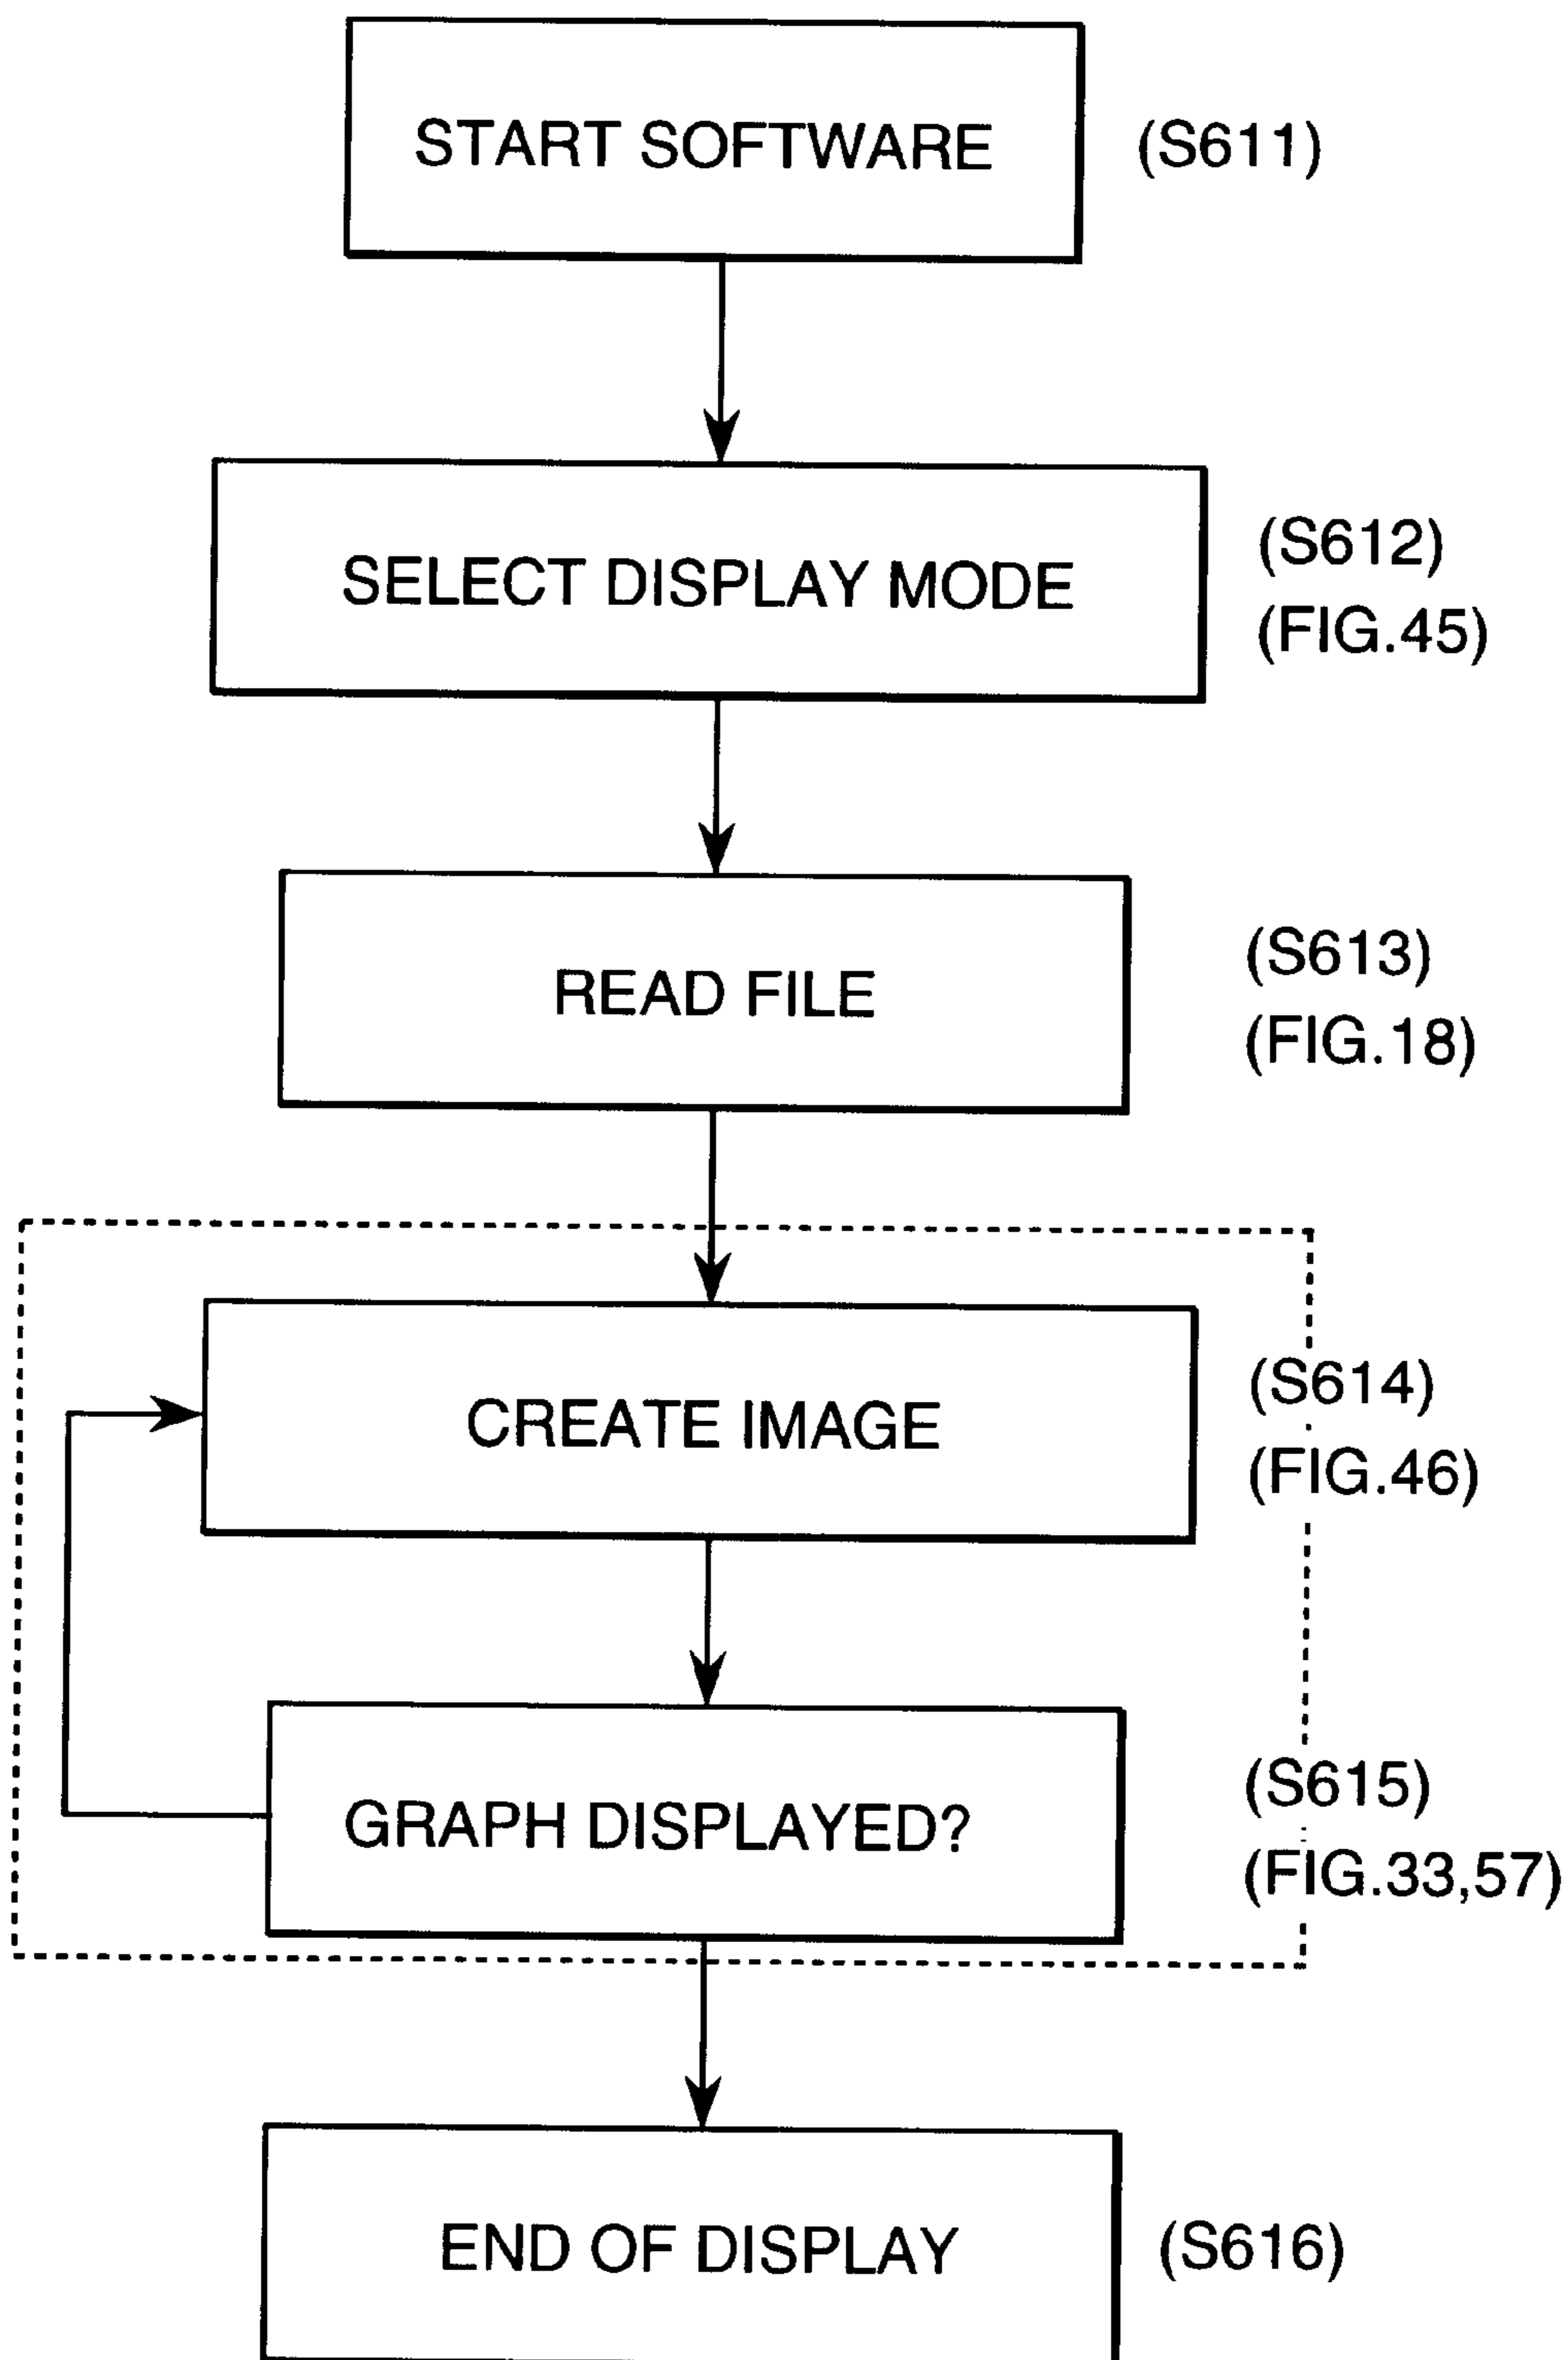 START SOFTWARE (S611)
SELECT DISPLAY MODE (S612)
(FIG.45)
READ FILE (S613)
(FIG.18)
CREATE IMAGE (S614)
(FIG.46)
GRAPH DISPLAYED? (S615)
(FIG.33,57)
END OF DISPLAY (S616)